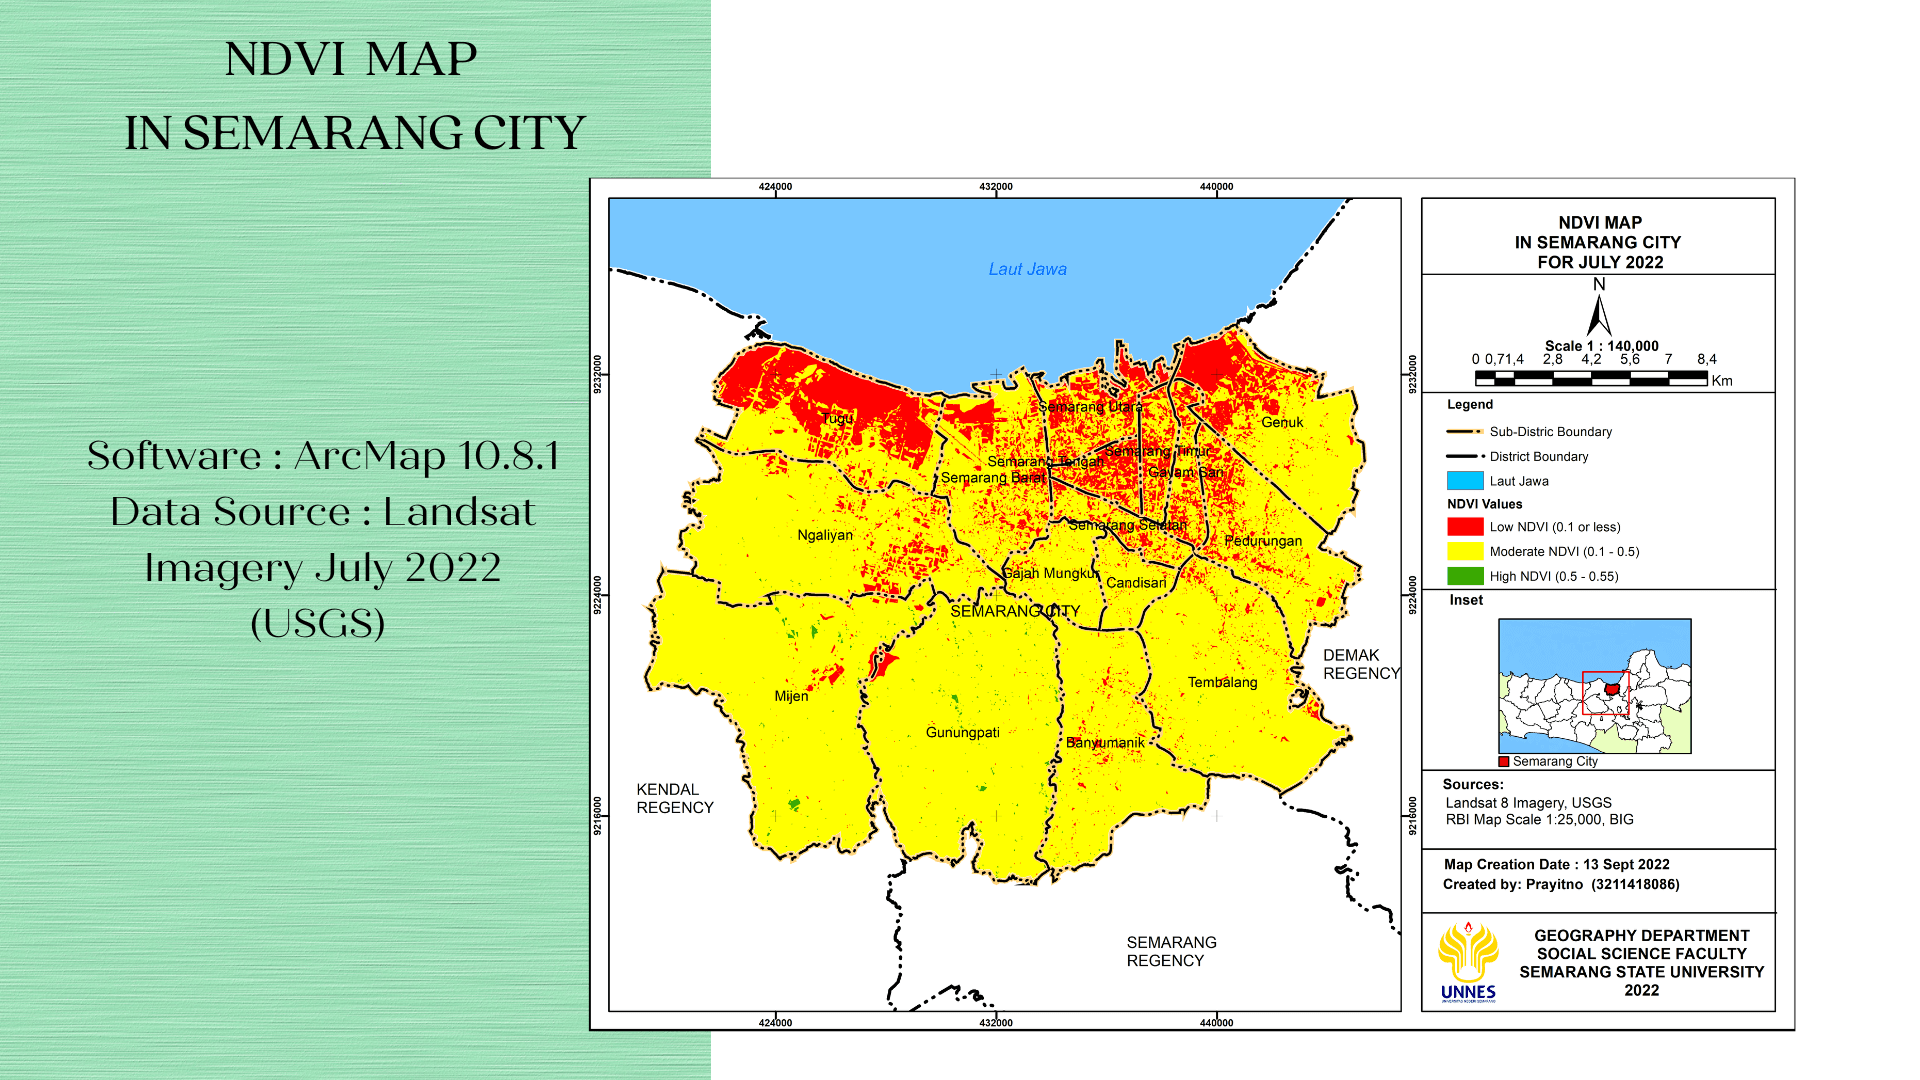 NDVI MAP
IN SEMARANG CITY
Software : ArcMap 10.8.1
Data Source : Landsat
Imagery July 2022
(USGS)
424000
432000
440000
9232000
9224000
9216000
Laut Jawa
Tugu
Semarang Utara
Genuk
Semarang Timur
Semarang Tengah
Gayam Sari
Semarang Barat
Semarang Selatan
Ngaliyan
Pedurungan
Gajah Mungkur
Candisari
SEMARANG CITY
DEMAK
REGENCY
Tembalang
Mijen
Gunungpati
Banyumanik
KENDAL
REGENCY
SEMARANG
REGENCY
9232000
9224000
9216000
424000
432000
440000
NDVI MAP
IN SEMARANG CITY
FOR JULY 2022
N
Scale 1 : 140,000
0 0,71,4 2,8 4,2 5,6 7 8,4
Km
Legend
Sub-Distric Boundary
District Boundary
Laut Jawa
NDVI Values
Low NDVI (0.1 or less)
Moderate NDVI (0.1 - 0.5)
High NDVI (0.5 - 0.55)
Inset
Semarang City
Sources:
Landsat 8 Imagery, USGS
RBI Map Scale 1:25,000, BIG
Map Creation Date : 13 Sept 2022
Created by: Prayitno (3211418086)
UNNES
UNIVERSITAS NEGERI SEMARANG
GEOGRAPHY DEPARTMENT
SOCIAL SCIENCE FACULTY
SEMARANG STATE UNIVERSITY
2022